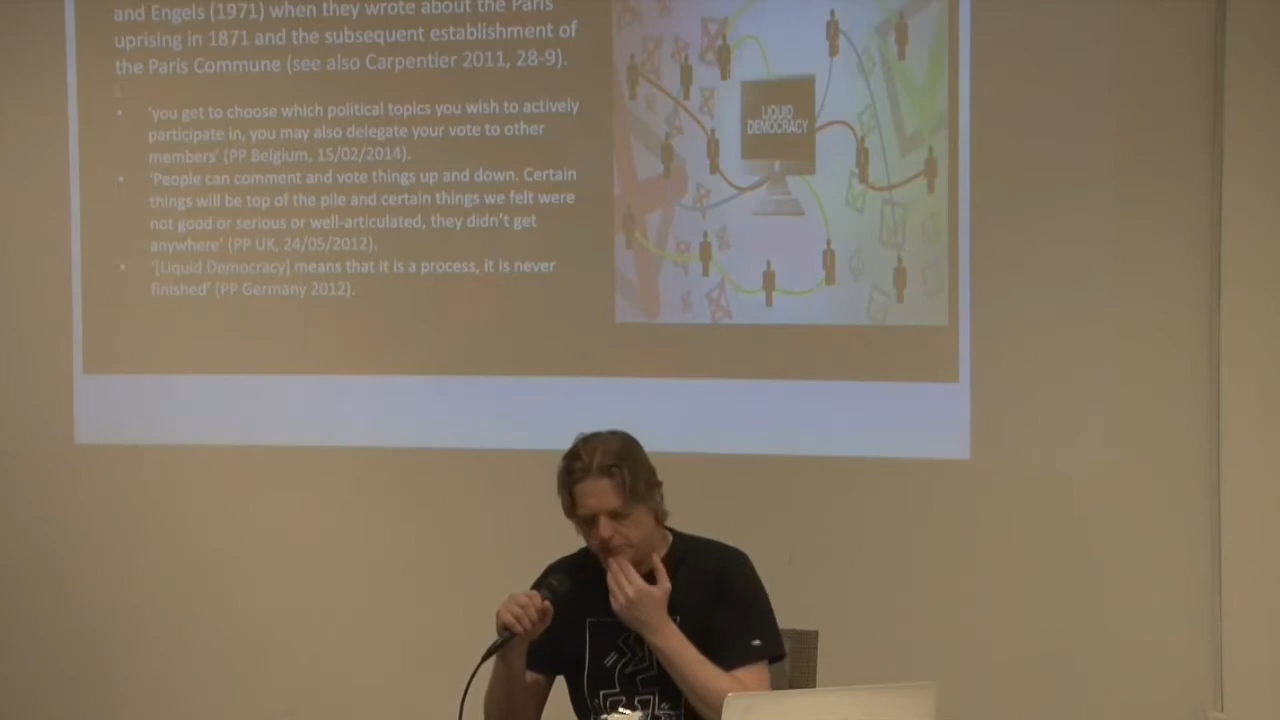 and Engels (1971) when they wrote about the Paris
uprising in 1871 and the subsequent establishment of
the Paris Commune (see also Carpentier 2011, 28-9).
• 'you get to choose which political topics you wish to actively
participate in, you may also delegate your vote to other
members' (PP Belgium, 15/02/2014).
• 'People can comment and vote things up and down. Certain
things will be top of the pile and certain things we felt were
not good or serious or well-articulated, they didn't get
anywhere' (PP UK, 24/05/2012).
• '[Liquid Democracy] means that it is a process, it is never
finished' (PP Germany 2012).
LIQUID
DEMOCRACY